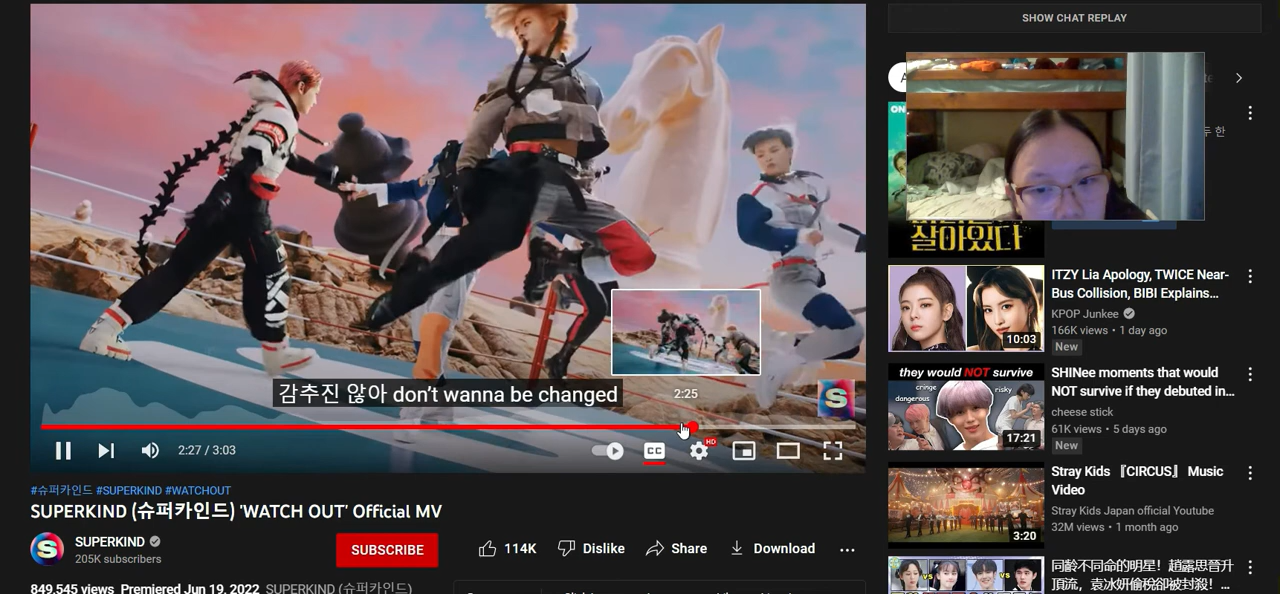 감추진 않아 don't wanna be changed
2:25
S
2:27 / 3:03
CC
HD
#슈퍼카인드 #SUPERKIND #WATCHOUT
SUPERKIND (슈퍼카인드) 'WATCH OUT' Official MV
S
SUPERKIND
205K subscribers
SUBSCRIBE
114K
Dislike
Share
Download
849,545 views Premiered Jun 19, 2022 SUPERKIND (슈퍼카인드)
SHOW CHAT REPLAY
A
ON
두 한
살아있다
ITZY Lia Apology, TWICE Near-
Bus Collision, BIBI Explains...
KPOP Junkee
166K views • 1 day ago
New
10:03
they would NOT survive
cringe
dangerous
risky
17:21
SHINee moments that would
NOT survive if they debuted in...
cheese stick
61K views • 5 days ago
New
3:20
Stray Kids 『CIRCUS』 Music
Video
Stray Kids Japan official Youtube
32M views • 1 month ago
VS
VS
同齡不同命的明星！趙露思晉升
頂流，袁冰妍偷稅卻被封殺！...